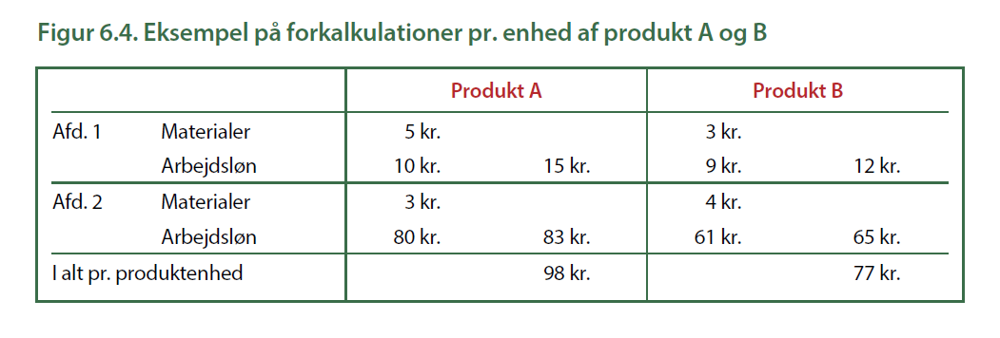 Figur 6.4. Eksempel på forkalkulationer pr. enhed af produkt A og B
Produkt A Produkt B
Afd. 1 Materialer 5 kr. 3 kr.
Arbejdsløn 10 kr. 15 kr. 9 kr. 12 kr.
Afd. 2 Materialer 3 kr. 4 kr.
Arbejdsløn 80 kr. 83 kr. 61 kr. 65 kr.
I alt pr. produktenhed 98 kr. 77 kr.